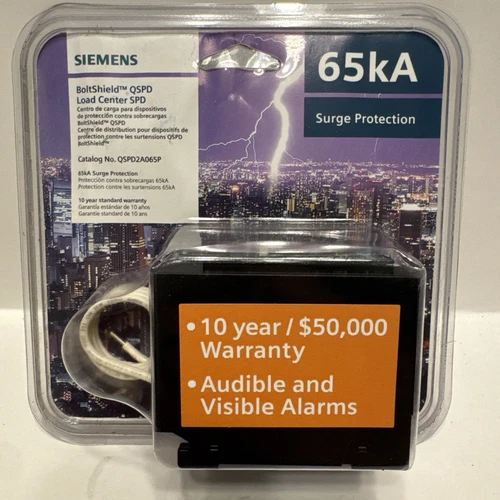 SIEMENS
BoltShield™ QSPD
Load Center SPD
Centro de carga para dispositivos
de protección contra sobrecargas
BoltShield™ QSPD
Centre de distribution pour dispositifs de
protection contre les surtensions QSPD
BoltShield™
Catalog No. QSPD2A065P
65kA Surge Protection
Protección contra sobrecargas 65kA
Protection contre les surtensions 65kA
10 year standard warranty
Garantía estándar de 10 años
Garantie standard de 10 ans
65kA
Surge Protection
• 10 year / $50,000
Warranty
• Audible and
Visible Alarms